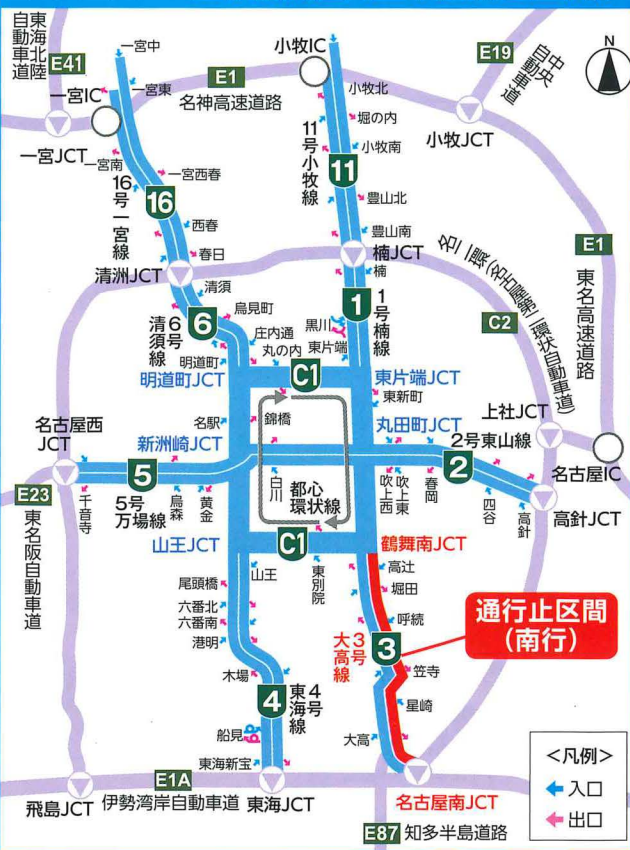 東海北陸
自動車道
E41
一宮中
一宮東
E1
名神高速道路
小牧IC
E19
中央
自動車道
N
一宮IC
一宮JCT
一宮南
一宮西春
16号一宮線
16
西春
春日
清洲JCT
清須
小牧北
堀の内
小牧南
11号小牧線
11
豊山北
豊山南
楠JCT
楠
小牧JCT
名二環(名古屋第二環状自動車道)
C2
E1
東名高速道路
6号
清須線
6
烏見町
庄内通
丸の内
明道町
明道町JCT
黒川
東片端
1
1号楠線
C1
東片端JCT
東新町
名古屋西
JCT
名駅
錦橋
新洲崎JCT
丸田町JCT
2号東山線
上社JCT
名古屋IC
E23
東名阪自動車道
千音寺
5
5号
万場線
烏森
黄金
白川
都心
環状線
吹上西
吹上東
春岡
2
四谷
高針
高針JCT
山王JCT
C1
鶴舞南JCT
尾頭橋
山王
東別院
高辻
堀田
六番北
六番南
港明
呼続
通行止区間
(南行)
3号
大高線
3
笠寺
木場
4
4号
東海線
星崎
船見
大高
東海新宝
E1A
飛島JCT
伊勢湾岸自動車道
東海JCT
名古屋南JCT
E87
知多半島道路
<凡例>
入口
出口